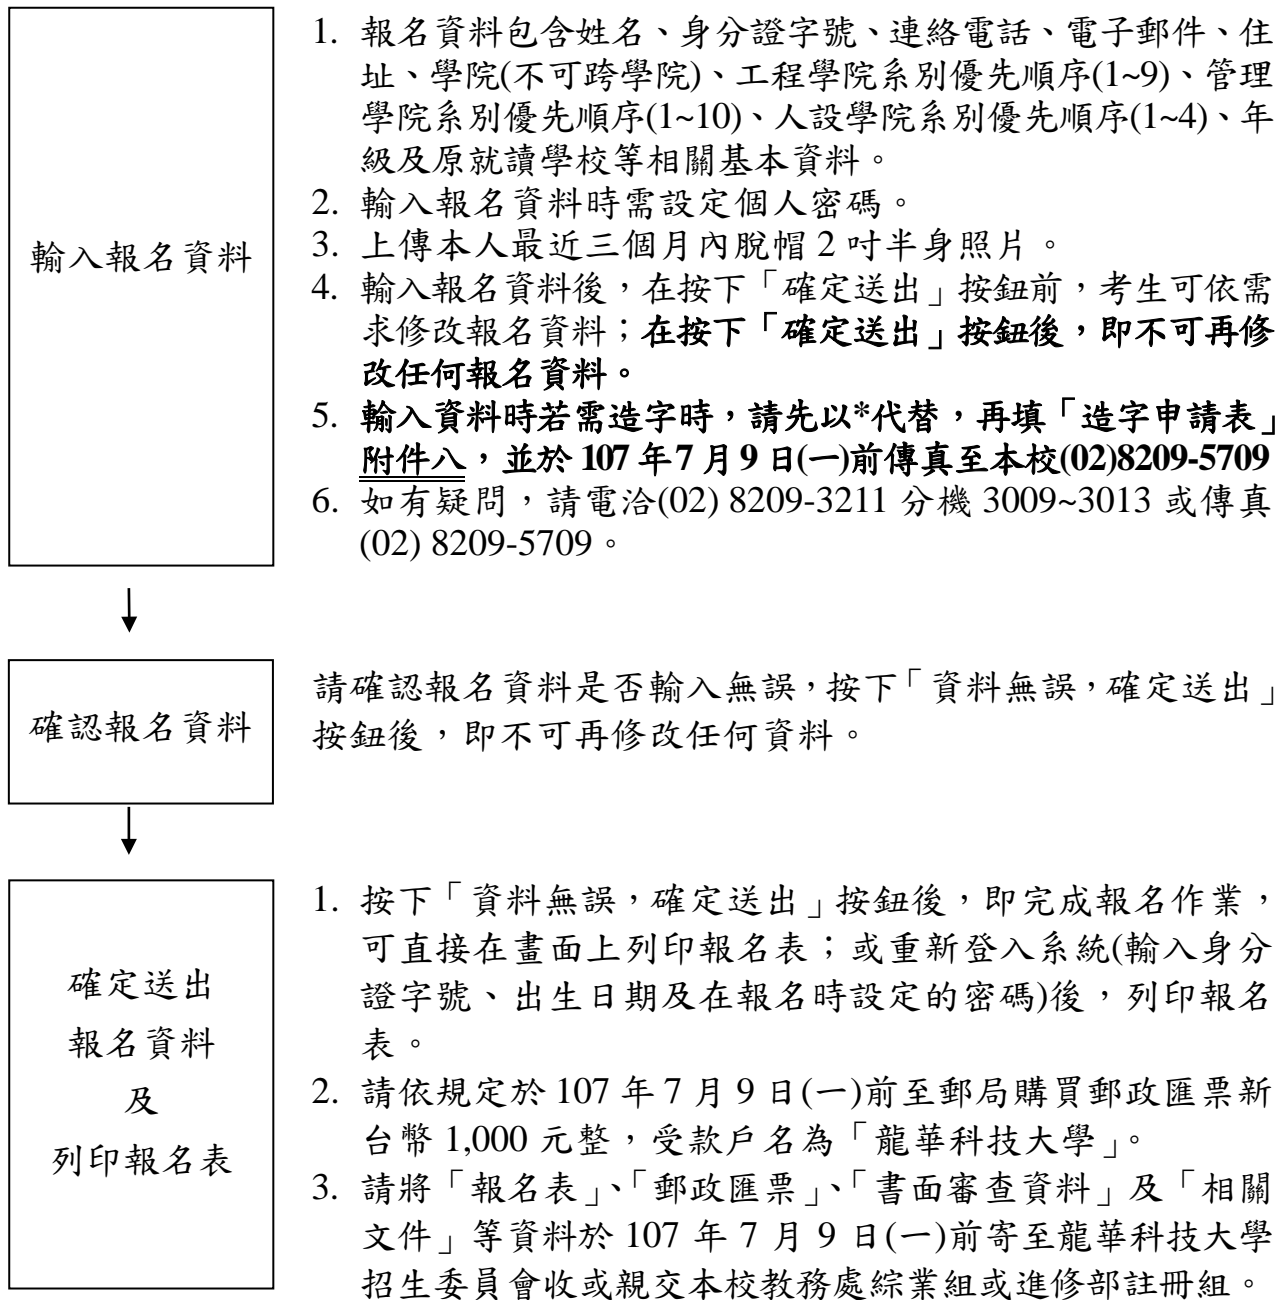 輸入報名資料
1. 報名資料包含姓名、身分證字號、連絡電話、電子郵件、住
址、學院(不可跨學院)、工程學院系別優先順序(1~9)、管理
學院系別優先順序(1~10)、人設學院系別優先順序(1~4)、年
級及原就讀學校等相關基本資料。
2. 輸入報名資料時需設定個人密碼。
3. 上傳本人最近三個月內脫帽 2 吋半身照片。
4. 輸入報名資料後，在按下「確定送出」按鈕前，考生可依需
求修改報名資料；在按下「確定送出」按鈕後，即不可再修
改任何報名資料。
5. 輸入資料時若需造字時，請先以*代替，再填「造字申請表」
附件八，並於 107 年 7 月 9 日(一)前傳真至本校(02)8209-5709
6. 如有疑問，請電洽(02) 8209-3211 分機 3009~3013 或傳真
(02) 8209-5709。
確認報名資料
請確認報名資料是否輸入無誤，按下「資料無誤，確定送出」
按鈕後，即不可再修改任何資料。
確定送出
報名資料
及
列印報名表
1. 按下「資料無誤，確定送出」按鈕後，即完成報名作業，
可直接在畫面上列印報名表；或重新登入系統(輸入身分
證字號、出生日期及在報名時設定的密碼)後，列印報名
表。
2. 請依規定於 107 年 7 月 9 日(一)前至郵局購買郵政匯票新
台幣 1,000 元整，受款戶名為「龍華科技大學」。
3. 請將「報名表」、「郵政匯票」、「書面審查資料」及「相關
文件」等資料於 107 年 7 月 9 日(一)前寄至龍華科技大學
招生委員會收或親交本校教務處綜業組或進修部註冊組。